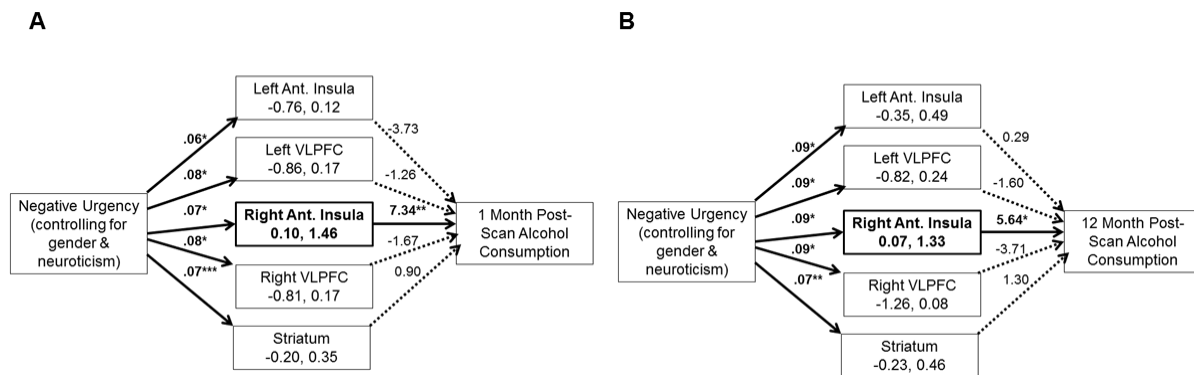 A
Left Ant. Insula
-0.76, 0.12
Left VLPFC
-0.86, 0.17
Right Ant. Insula
0.10, 1.46
Right VLPFC
-0.81, 0.17
Striatum
-0.20, 0.35
Negative Urgency
(controlling for
gender &
neuroticism)
.06*
.08*
.07*
.08*
.07***
-3.73
-1.26
7.34**
-1.67
0.90
1 Month Post-
Scan Alcohol
Consumption
B
Left Ant. Insula
-0.35, 0.49
Left VLPFC
-0.82, 0.24
Right Ant. Insula
0.07, 1.33
Right VLPFC
-1.26, 0.08
Striatum
-0.23, 0.46
Negative Urgency
(controlling for
gender &
neuroticism)
.09*
.09*
.09*
.09*
.07**
0.29
-1.60
5.64*
-3.71
1.30
12 Month Post-
Scan Alcohol
Consumption